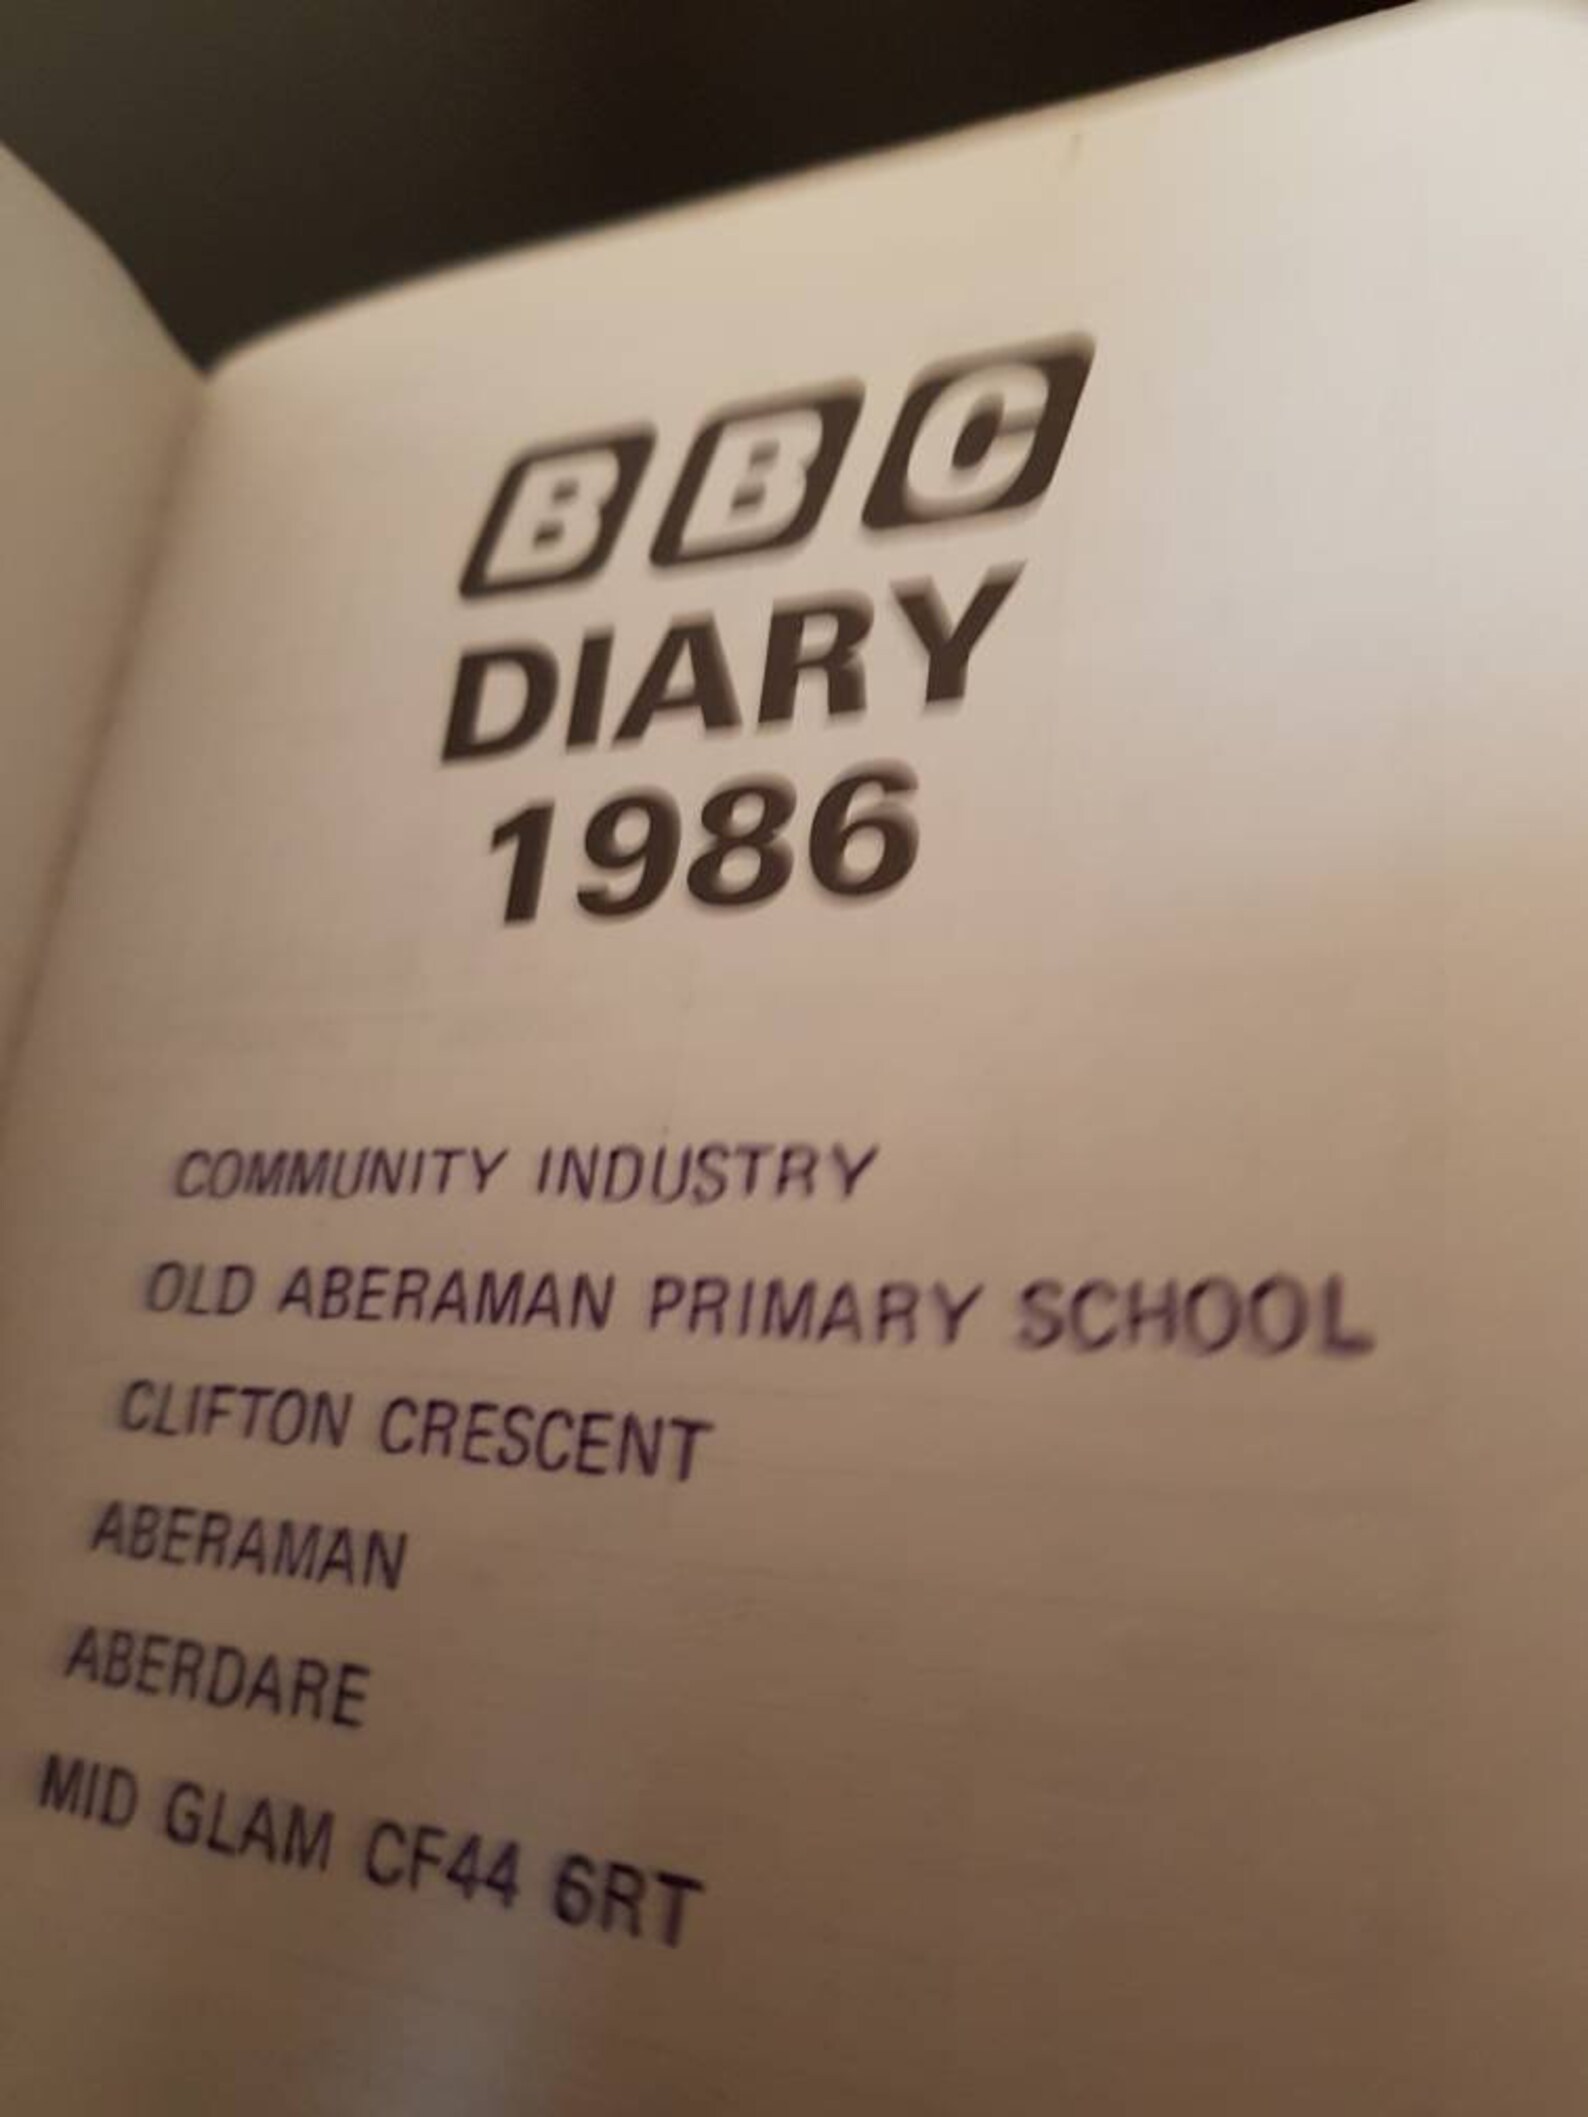 BBC
DIARY
1986
COMMUNITY INDUSTRY
OLD ABERAMAN PRIMARY SCHOOL
CLIFTON CRESCENT
ABERAMAN
ABERDARE
MID GLAM CF44 6RT